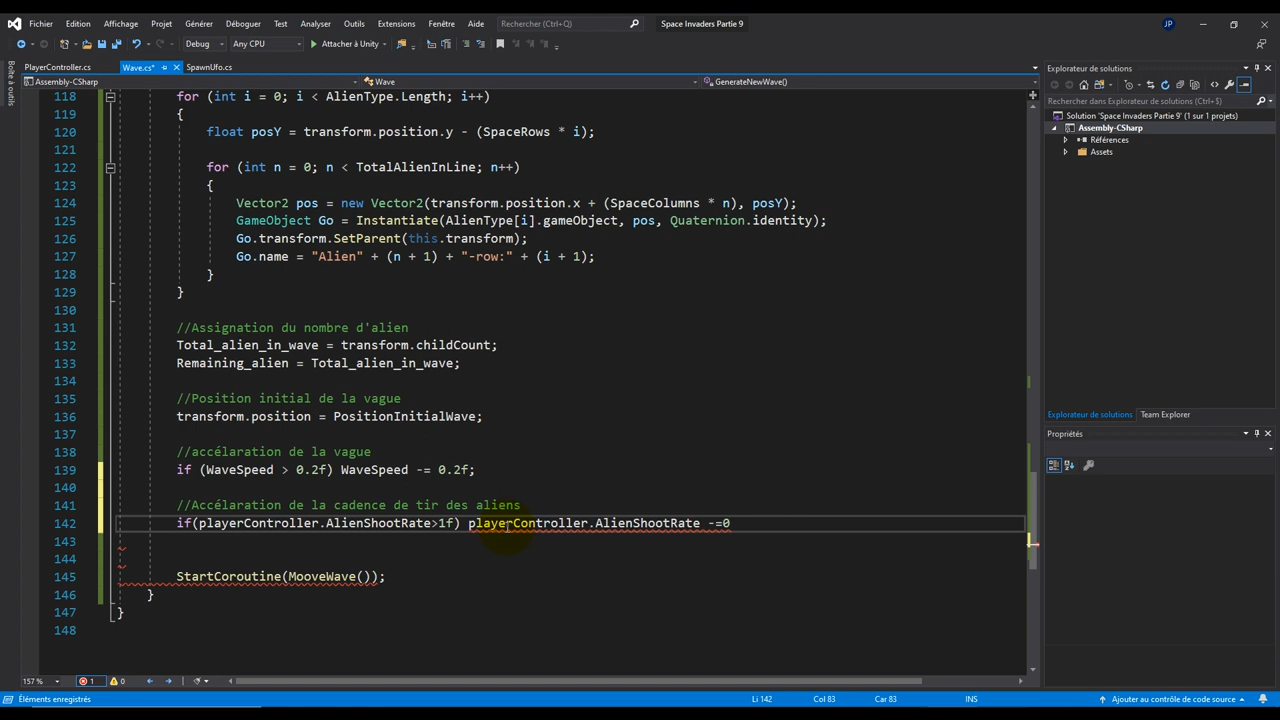 Fichier Edition Affichage Projet Générer Déboguer Test Analyser Outils Extensions Fenêtre Aide Rechercher (Ctrl+Q) Space Invaders Partie 9 JP
Debug Any CPU Attacher à Unity
Boîte à outils
PlayerController.cs Wave.cs* SpawnUfo.cs
Assembly-CSharp Wave GenerateNewWave()
118 for (int i = 0; i < AlienType.Length; i++)
119 {
120 float posY = transform.position.y - (SpaceRows * i);
121
122 for (int n = 0; n < TotalAlienInLine; n++)
123 {
124 Vector2 pos = new Vector2(transform.position.x + (SpaceColumns * n), posY);
125 GameObject Go = Instantiate(AlienType[i].gameObject, pos, Quaternion.identity);
126 Go.transform.SetParent(this.transform);
127 Go.name = "Alien" + (n + 1) + "-row:" + (i + 1);
128 }
129 }
130
131 //Assignation du nombre d'alien
132 Total_alien_in_wave = transform.childCount;
133 Remaining_alien = Total_alien_in_wave;
134
135 //Position initial de la vague
136 transform.position = PositionInitialWave;
137
138 //accélaration de la vague
139 if (WaveSpeed > 0.2f) WaveSpeed -= 0.2f;
140
141 //Accélaration de la cadence de tir des aliens
142 if(playerController.AlienShootRate>1f) playerController.AlienShootRate -=0
143
144
145 StartCoroutine(MooveWave());
146 }
147 }
148
157 % 1 0
Explorateur de solutions
Rechercher dans Explorateur de solutions (Ctrl+$)
Solution 'Space Invaders Partie 9' (1 sur 1 projets)
Assembly-CSharp
Références
Assets
Explorateur de solutions Team Explorer
Propriétés
Éléments enregistrés Li 142 Col 83 Car 83 INS Ajouter au contrôle de code source